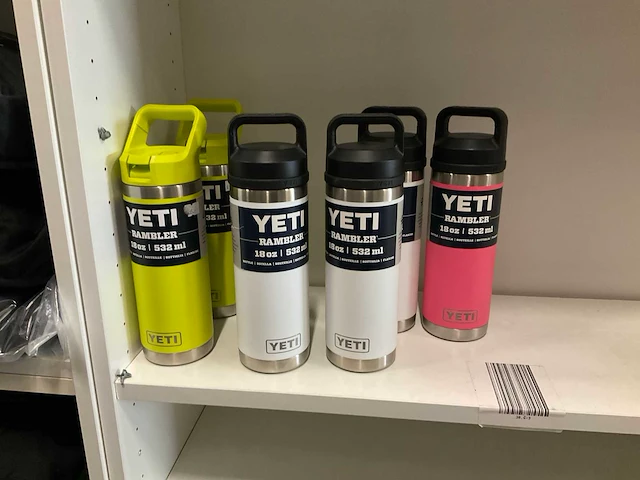 YETI
RAMBLER
18 oz | 532 ml
YETI
YETI
RAMBLER
18 oz | 532 ml
YETI
YETI
RAMBLER
18 oz | 532 ml
YETI
YETI
RAMBLER
18 oz | 532 ml
YETI